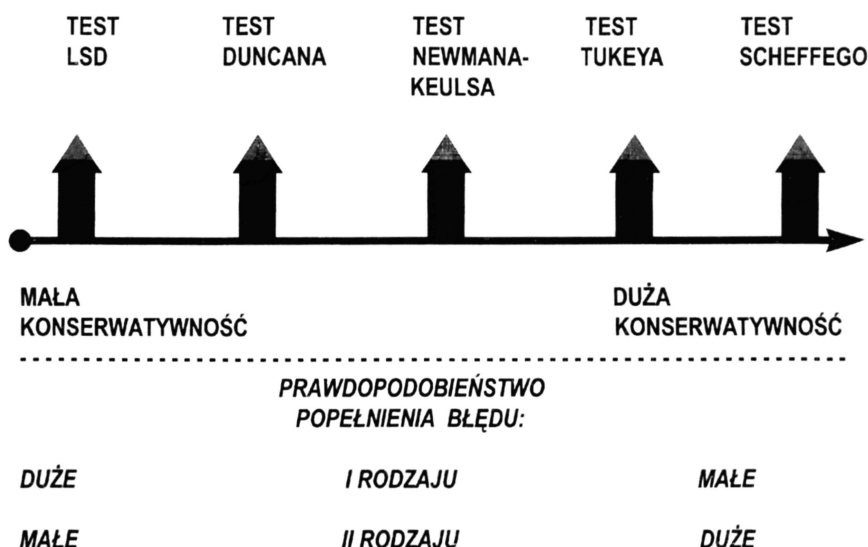 TEST TEST TEST TEST TEST
LSD DUNCANA NEWMANA- TUKEYA SCHEFFEGO
KEULSA
MAŁA DUŻA
KONSERWATYWNOŚĆ KONSERWATYWNOŚĆ
PRAWDOPODOBIEŃSTWO
POPEŁNIENIA BŁĘDU:
DUŻE I RODZAJU MAŁE
MAŁE II RODZAJU DUŻE